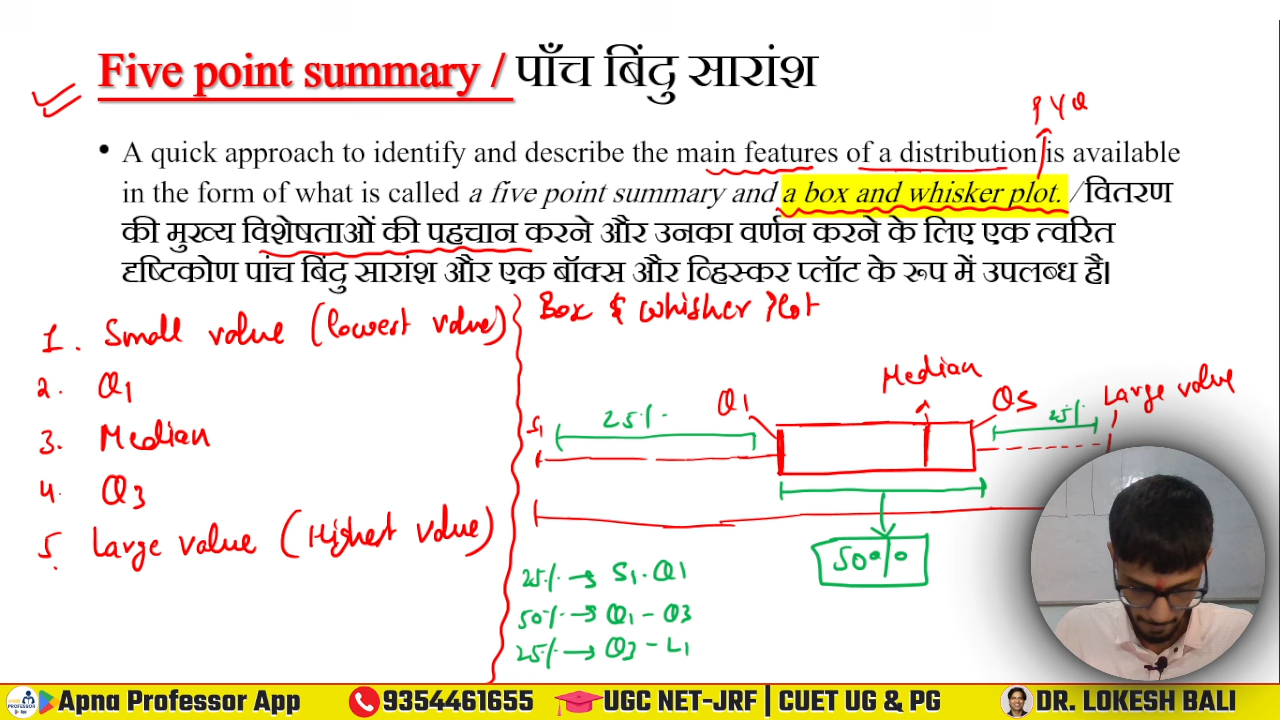 Five point summary / पाँच बिंदु सारांश
P Y Q
• A quick approach to identify and describe the main features of a distribution is available
in the form of what is called a five point summary and a box and whisker plot. / वितरण
की मुख्य विशेषताओं की पहचान करने और उनका वर्णन करने के लिए एक त्वरित
दृष्टिकोण पांच बिंदु सारांश और एक बॉक्स और व्हिस्कर प्लॉट के रूप में उपलब्ध है।
1. Small value (lowest value)
2. Q1
3. Median
4. Q3
5. Large value (Highest value)
Box & Whisher Plot
Median
Large value
S1
25%
Q1
Q3
25%
50%
25% → S1-Q1
50% → Q1-Q3
25% → Q3-L1
Apna Professor App
9354461655
UGC NET-JRF | CUET UG & PG
DR. LOKESH BALI